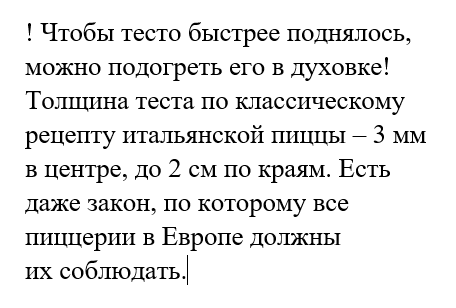 ! Чтобы тесто быстрее поднялось,
можно подогреть его в духовке!
Толщина теста по классическому
рецепту итальянской пиццы – 3 мм
в центре, до 2 см по краям. Есть
даже закон, по которому все
пиццерии в Европе должны
их соблюдать.